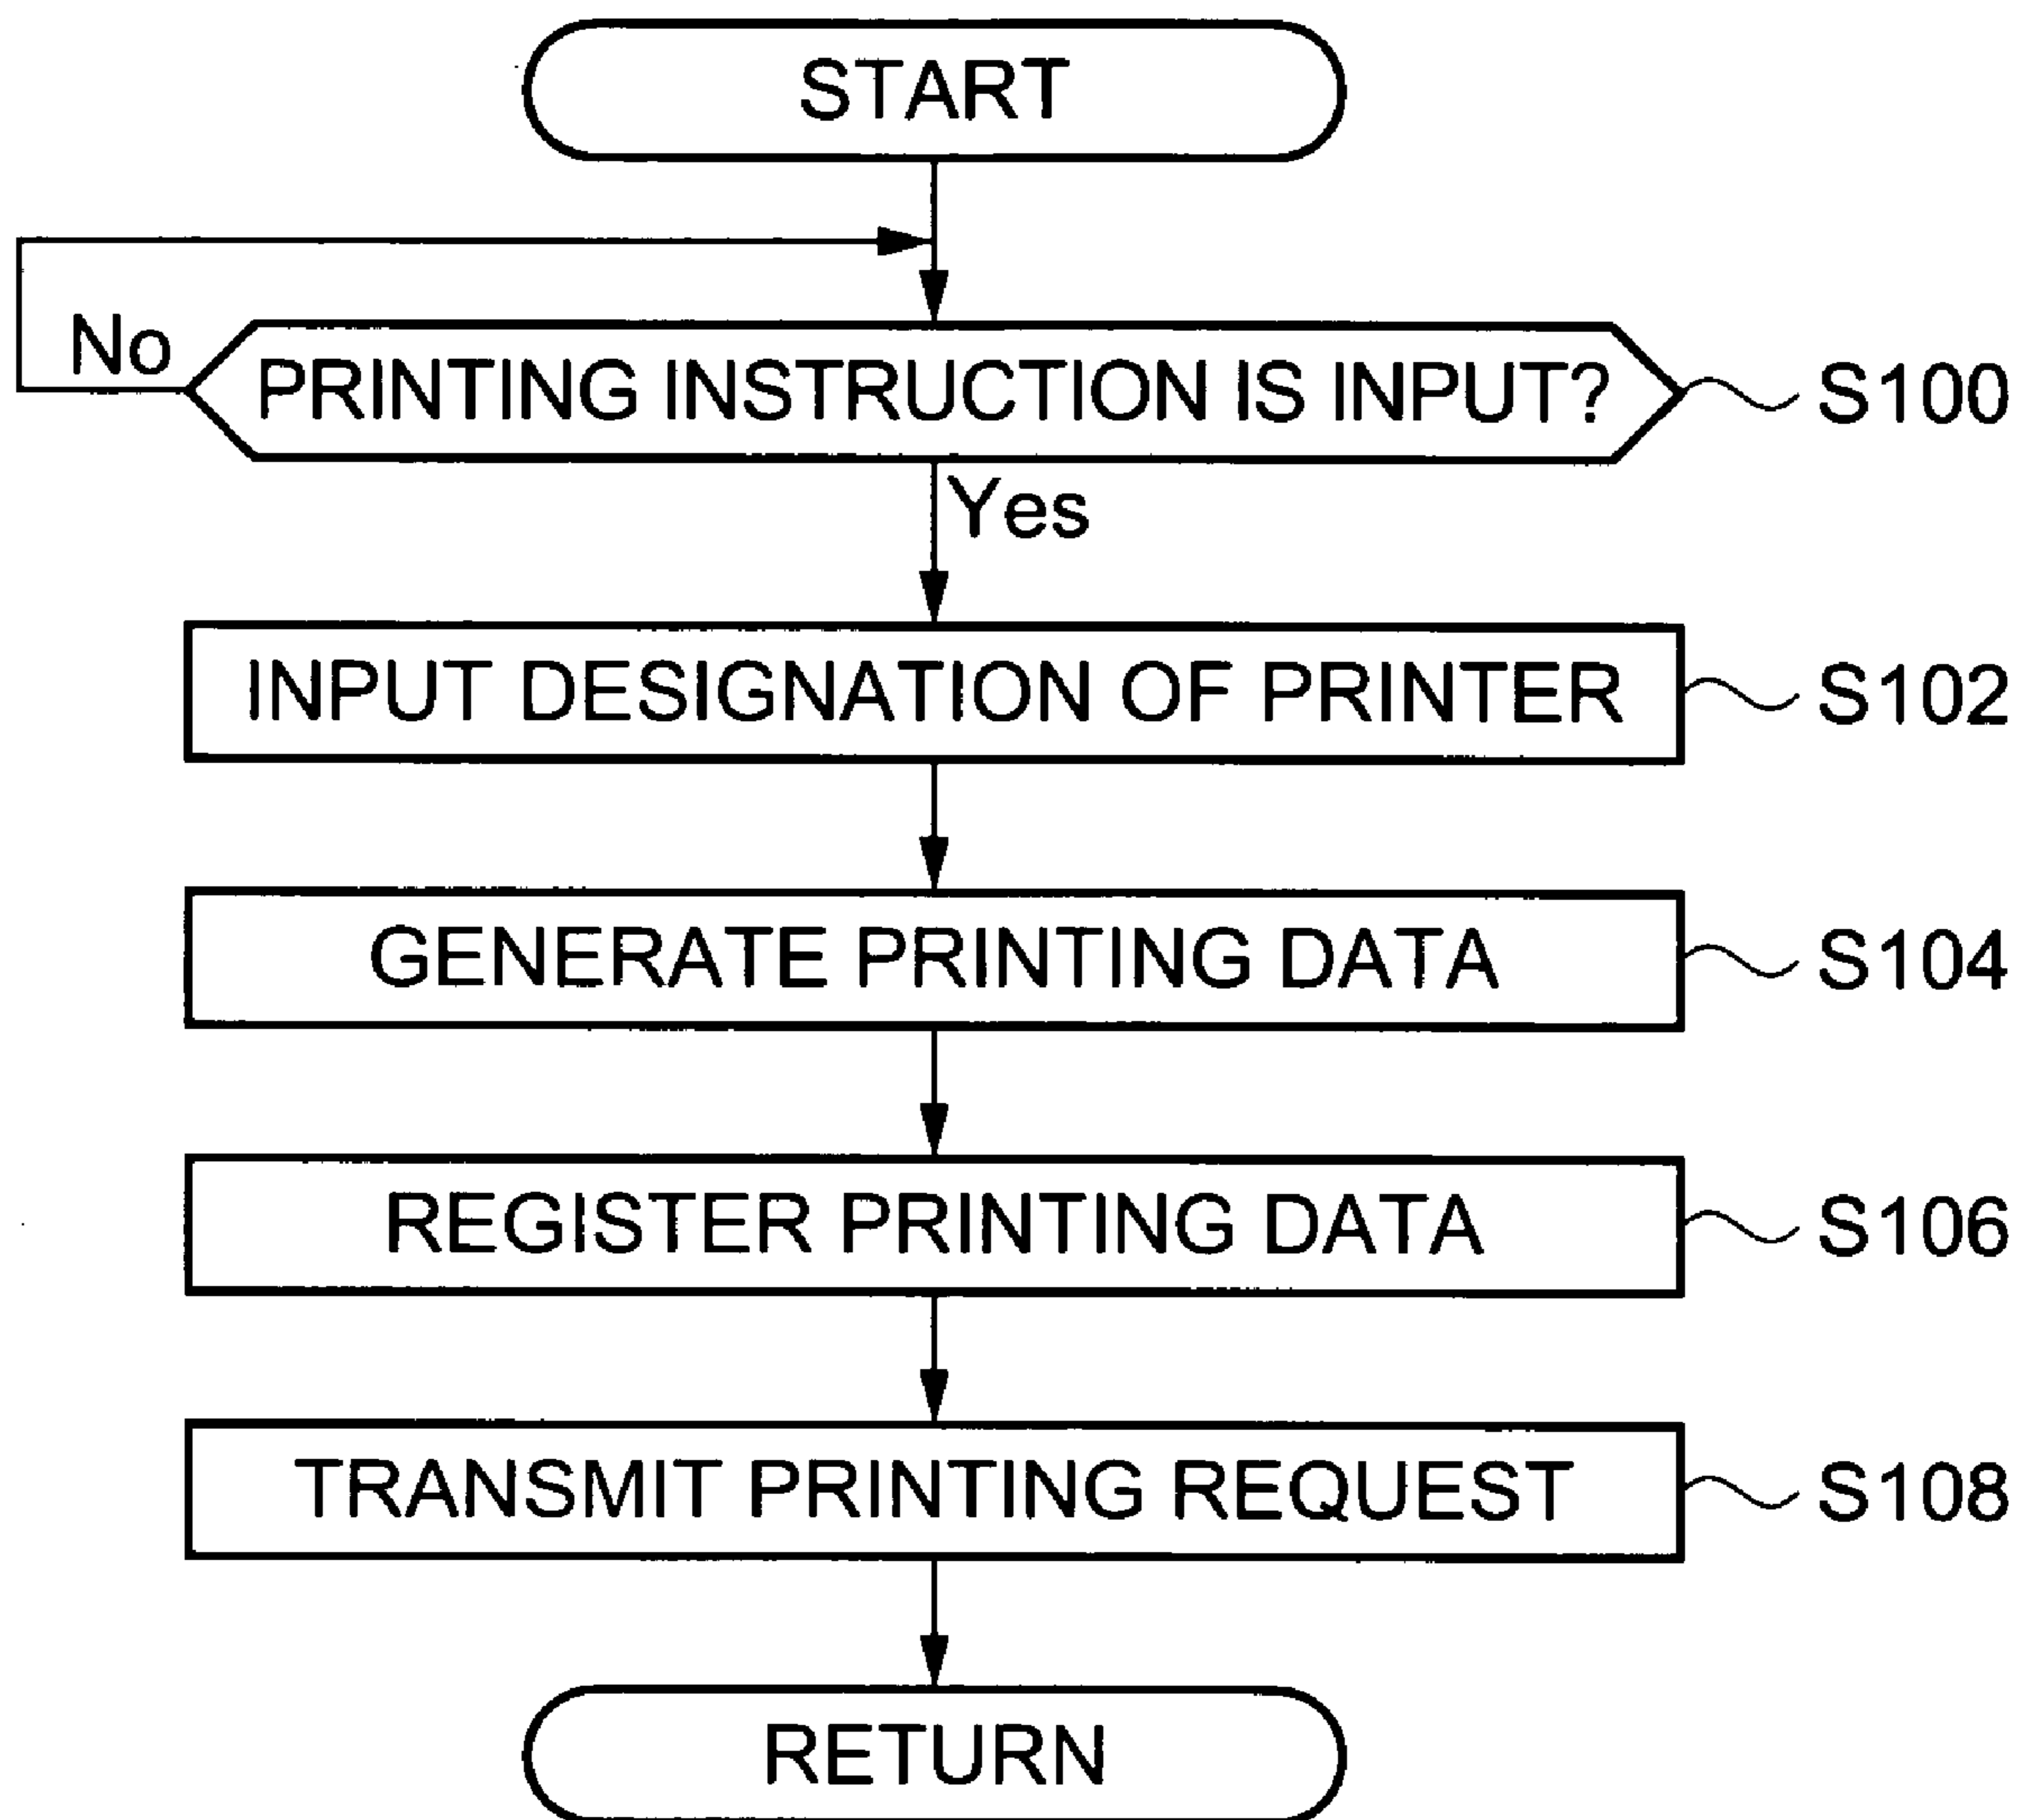 START
No
PRINTING INSTRUCTION IS INPUT? S100
Yes
INPUT DESIGNATION OF PRINTER S102
GENERATE PRINTING DATA S104
REGISTER PRINTING DATA S106
TRANSMIT PRINTING REQUEST S108
RETURN